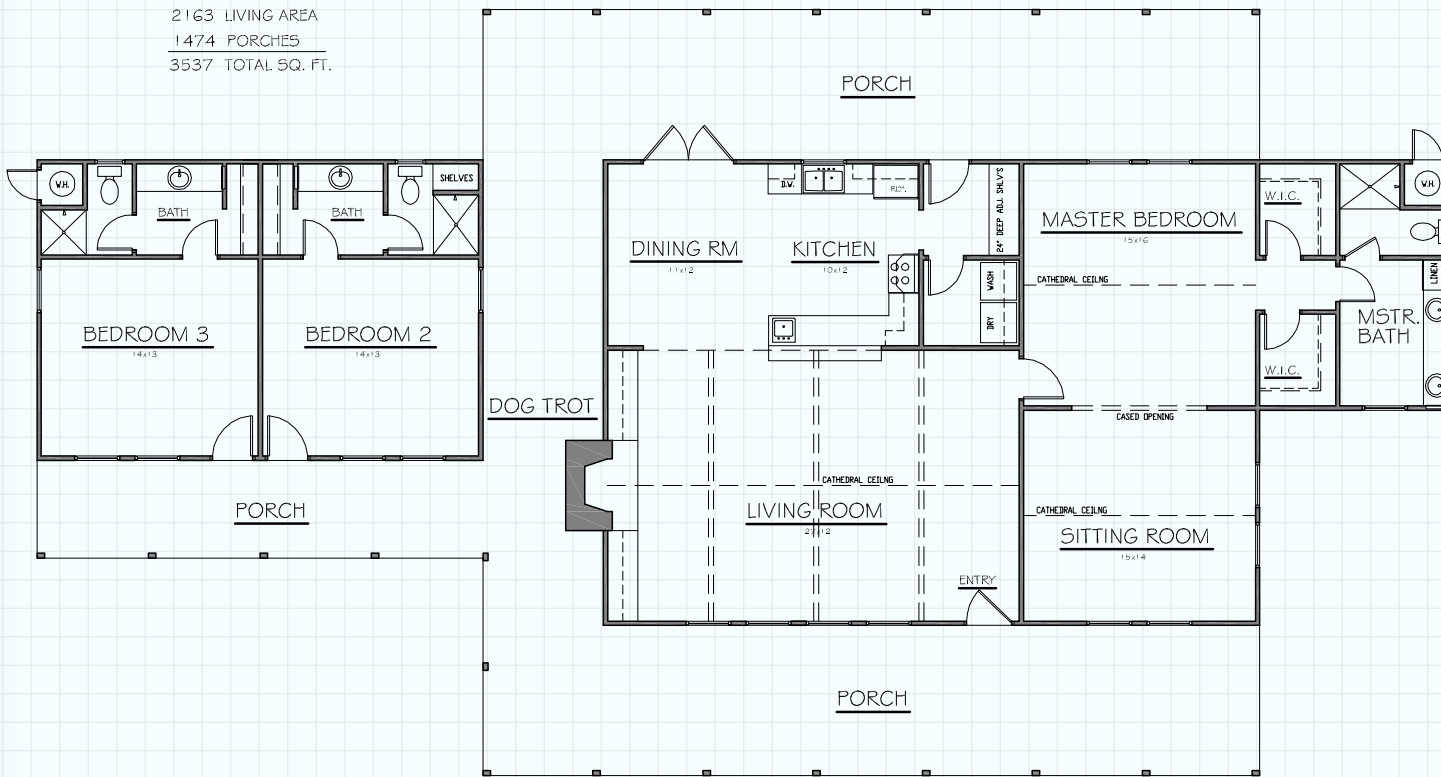 2163 LIVING AREA
1474 PORCHES
3537 TOTAL SQ. FT.
PORCH
W.H.
BATH
BATH
SHELVES
D.W.
24" DEEP ADJ. SHLV'S
W.I.C.
W.H.
DINING RM
11x12
KITCHEN
10x12
MASTER BEDROOM
15x16
CATHEDRAL CEILNG
WASH
DRY
LINEN
MSTR.
BATH
BEDROOM 3
14x13
BEDROOM 2
14x13
W.I.C.
DOG TROT
CASED OPENING
CATHEDRAL CEILNG
LIVING ROOM
CATHEDRAL CEILNG
SITTING ROOM
15x14
PORCH
ENTRY
PORCH